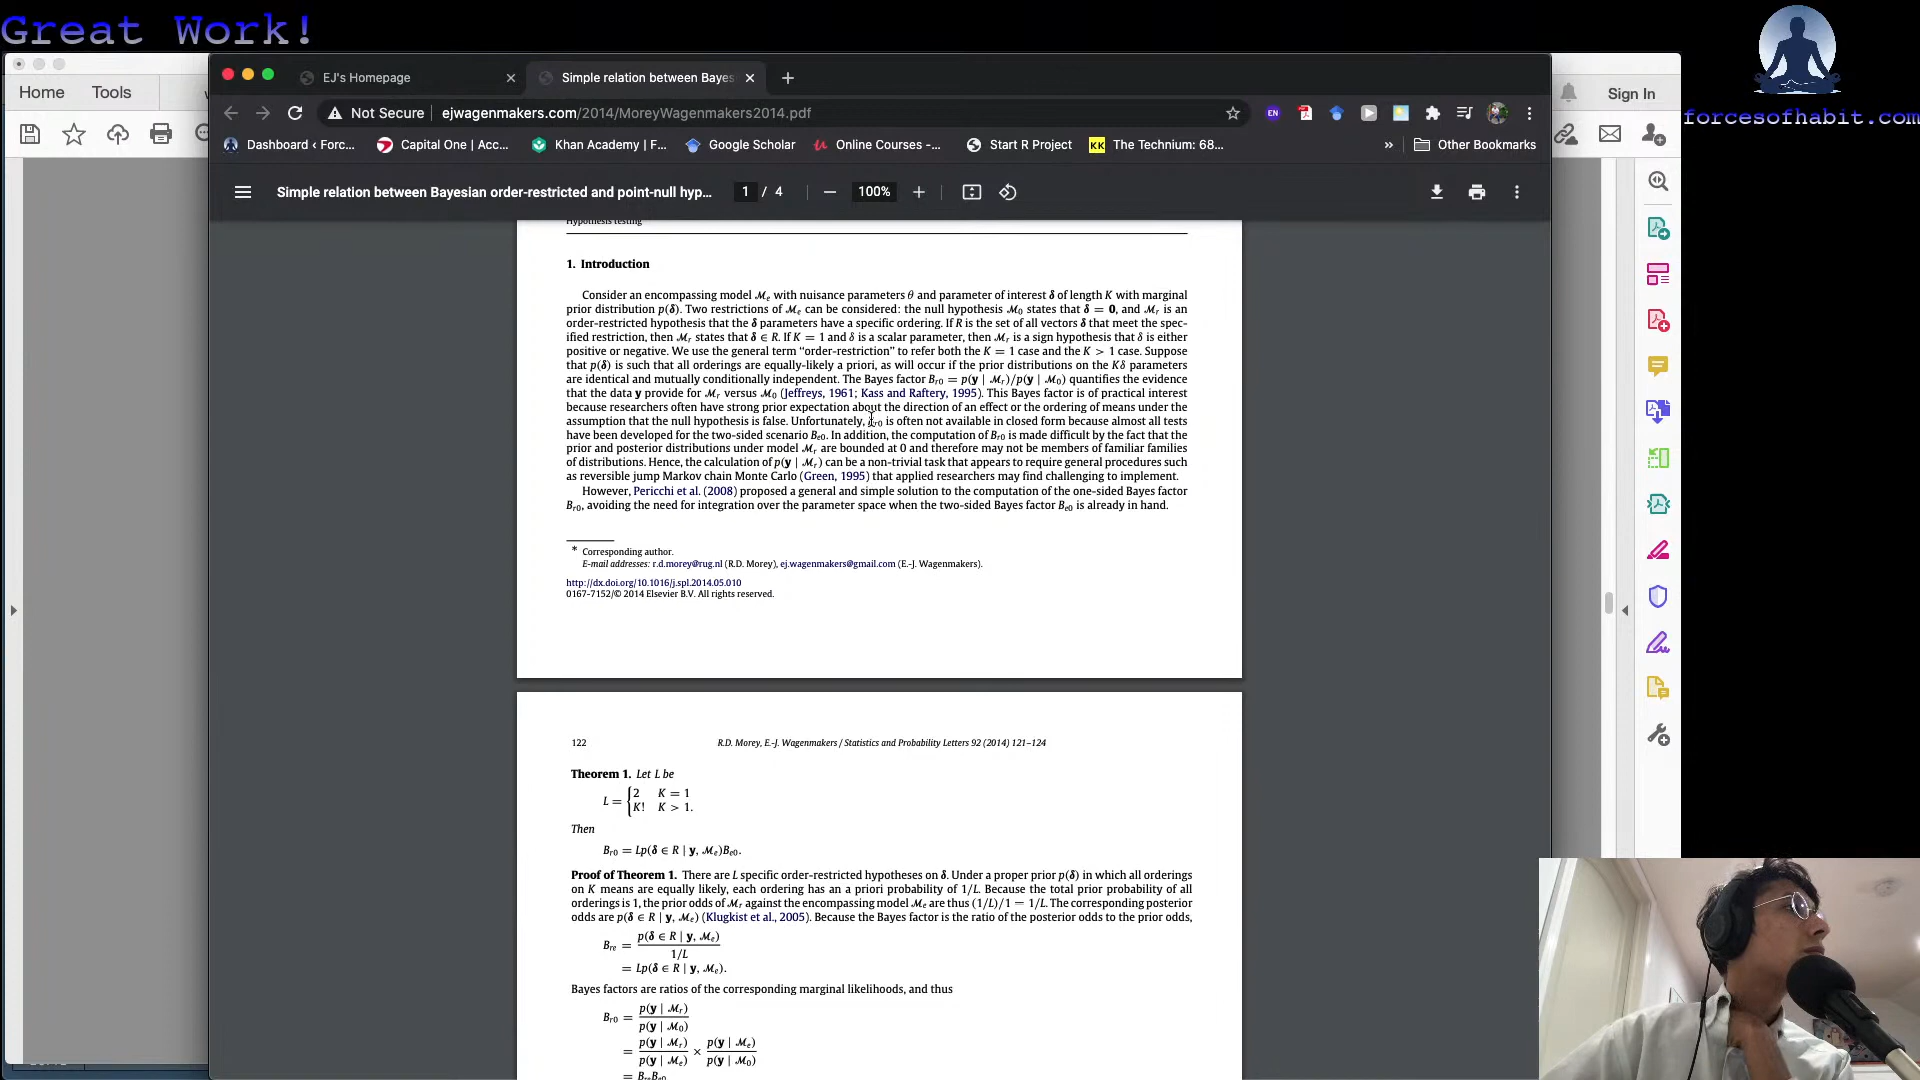 Great Work!
forcesofhabit.com
Home Tools
Sign In
EJ's Homepage
Simple relation between Bayes
Not Secure ejwagenmakers.com/2014/MoreyWagenmakers2014.pdf
EN
Dashboard ‹ Forc... Capital One | Acc... Khan Academy | F... Google Scholar Online Courses -... Start R Project KK The Technium: 68... » Other Bookmarks
Simple relation between Bayesian order-restricted and point-null hyp... 1 / 4 100%
Hypothesis testing
1. Introduction
Consider an encompassing model Mₑ with nuisance parameters θ and parameter of interest δ of length K with marginal
prior distribution p(δ). Two restrictions of Mₑ can be considered: the null hypothesis M₀ states that δ = 0, and Mᵣ is an
order-restricted hypothesis that the δ parameters have a specific ordering. If R is the set of all vectors δ that meet the spec-
ified restriction, then Mᵣ states that δ ∈ R. If K = 1 and δ is a scalar parameter, then Mᵣ is a sign hypothesis that δ is either
positive or negative. We use the general term “order-restriction” to refer both the K = 1 case and the K > 1 case. Suppose
that p(δ) is such that all orderings are equally-likely a priori, as will occur if the prior distributions on the Kδ parameters
are identical and mutually conditionally independent. The Bayes factor Bᵣ₀ = p(y | Mᵣ)/p(y | M₀) quantifies the evidence
that the data y provide for Mᵣ versus M₀ (Jeffreys, 1961; Kass and Raftery, 1995). This Bayes factor is of practical interest
because researchers often have strong prior expectation about the direction of an effect or the ordering of means under the
assumption that the null hypothesis is false. Unfortunately, Bᵣ₀ is often not available in closed form because almost all tests
have been developed for the two-sided scenario Bₑ₀. In addition, the computation of Bᵣ₀ is made difficult by the fact that the
prior and posterior distributions under model Mᵣ are bounded at 0 and therefore may not be members of familiar families
of distributions. Hence, the calculation of p(y | Mᵣ) can be a non-trivial task that appears to require general procedures such
as reversible jump Markov chain Monte Carlo (Green, 1995) that applied researchers may find challenging to implement.
However, Pericchi et al. (2008) proposed a general and simple solution to the computation of the one-sided Bayes factor
Bᵣ₀, avoiding the need for integration over the parameter space when the two-sided Bayes factor Bₑ₀ is already in hand.
* Corresponding author.
E-mail addresses: r.d.morey@rug.nl (R.D. Morey), ej.wagenmakers@gmail.com (E.-J. Wagenmakers).
http://dx.doi.org/10.1016/j.spl.2014.05.010
0167-7152/© 2014 Elsevier B.V. All rights reserved.
122 R.D. Morey, E.-J. Wagenmakers / Statistics and Probability Letters 92 (2014) 121–124
Theorem 1. Let L be
L = {2 K = 1
K! K > 1.
Then
Bᵣ₀ = Lp(δ ∈ R | y, Mₑ)Bₑ₀.
Proof of Theorem 1. There are L specific order-restricted hypotheses on δ. Under a proper prior p(δ) in which all orderings
on K means are equally likely, each ordering has an a priori probability of 1/L. Because the total prior probability of all
orderings is 1, the prior odds of Mᵣ against the encompassing model Mₑ are thus (1/L)/1 = 1/L. The corresponding posterior
odds are p(δ ∈ R | y, Mₑ) (Klugkist et al., 2005). Because the Bayes factor is the ratio of the posterior odds to the prior odds,
Bᵣₑ = p(δ ∈ R | y, Mₑ)
1/L
= Lp(δ ∈ R | y, Mₑ).
Bayes factors are ratios of the corresponding marginal likelihoods, and thus
Bᵣ₀ = p(y | Mᵣ)
p(y | M₀)
= p(y | Mᵣ) × p(y | Mₑ)
p(y | Mₑ) p(y | M₀)
= BᵣₑBₑ₀